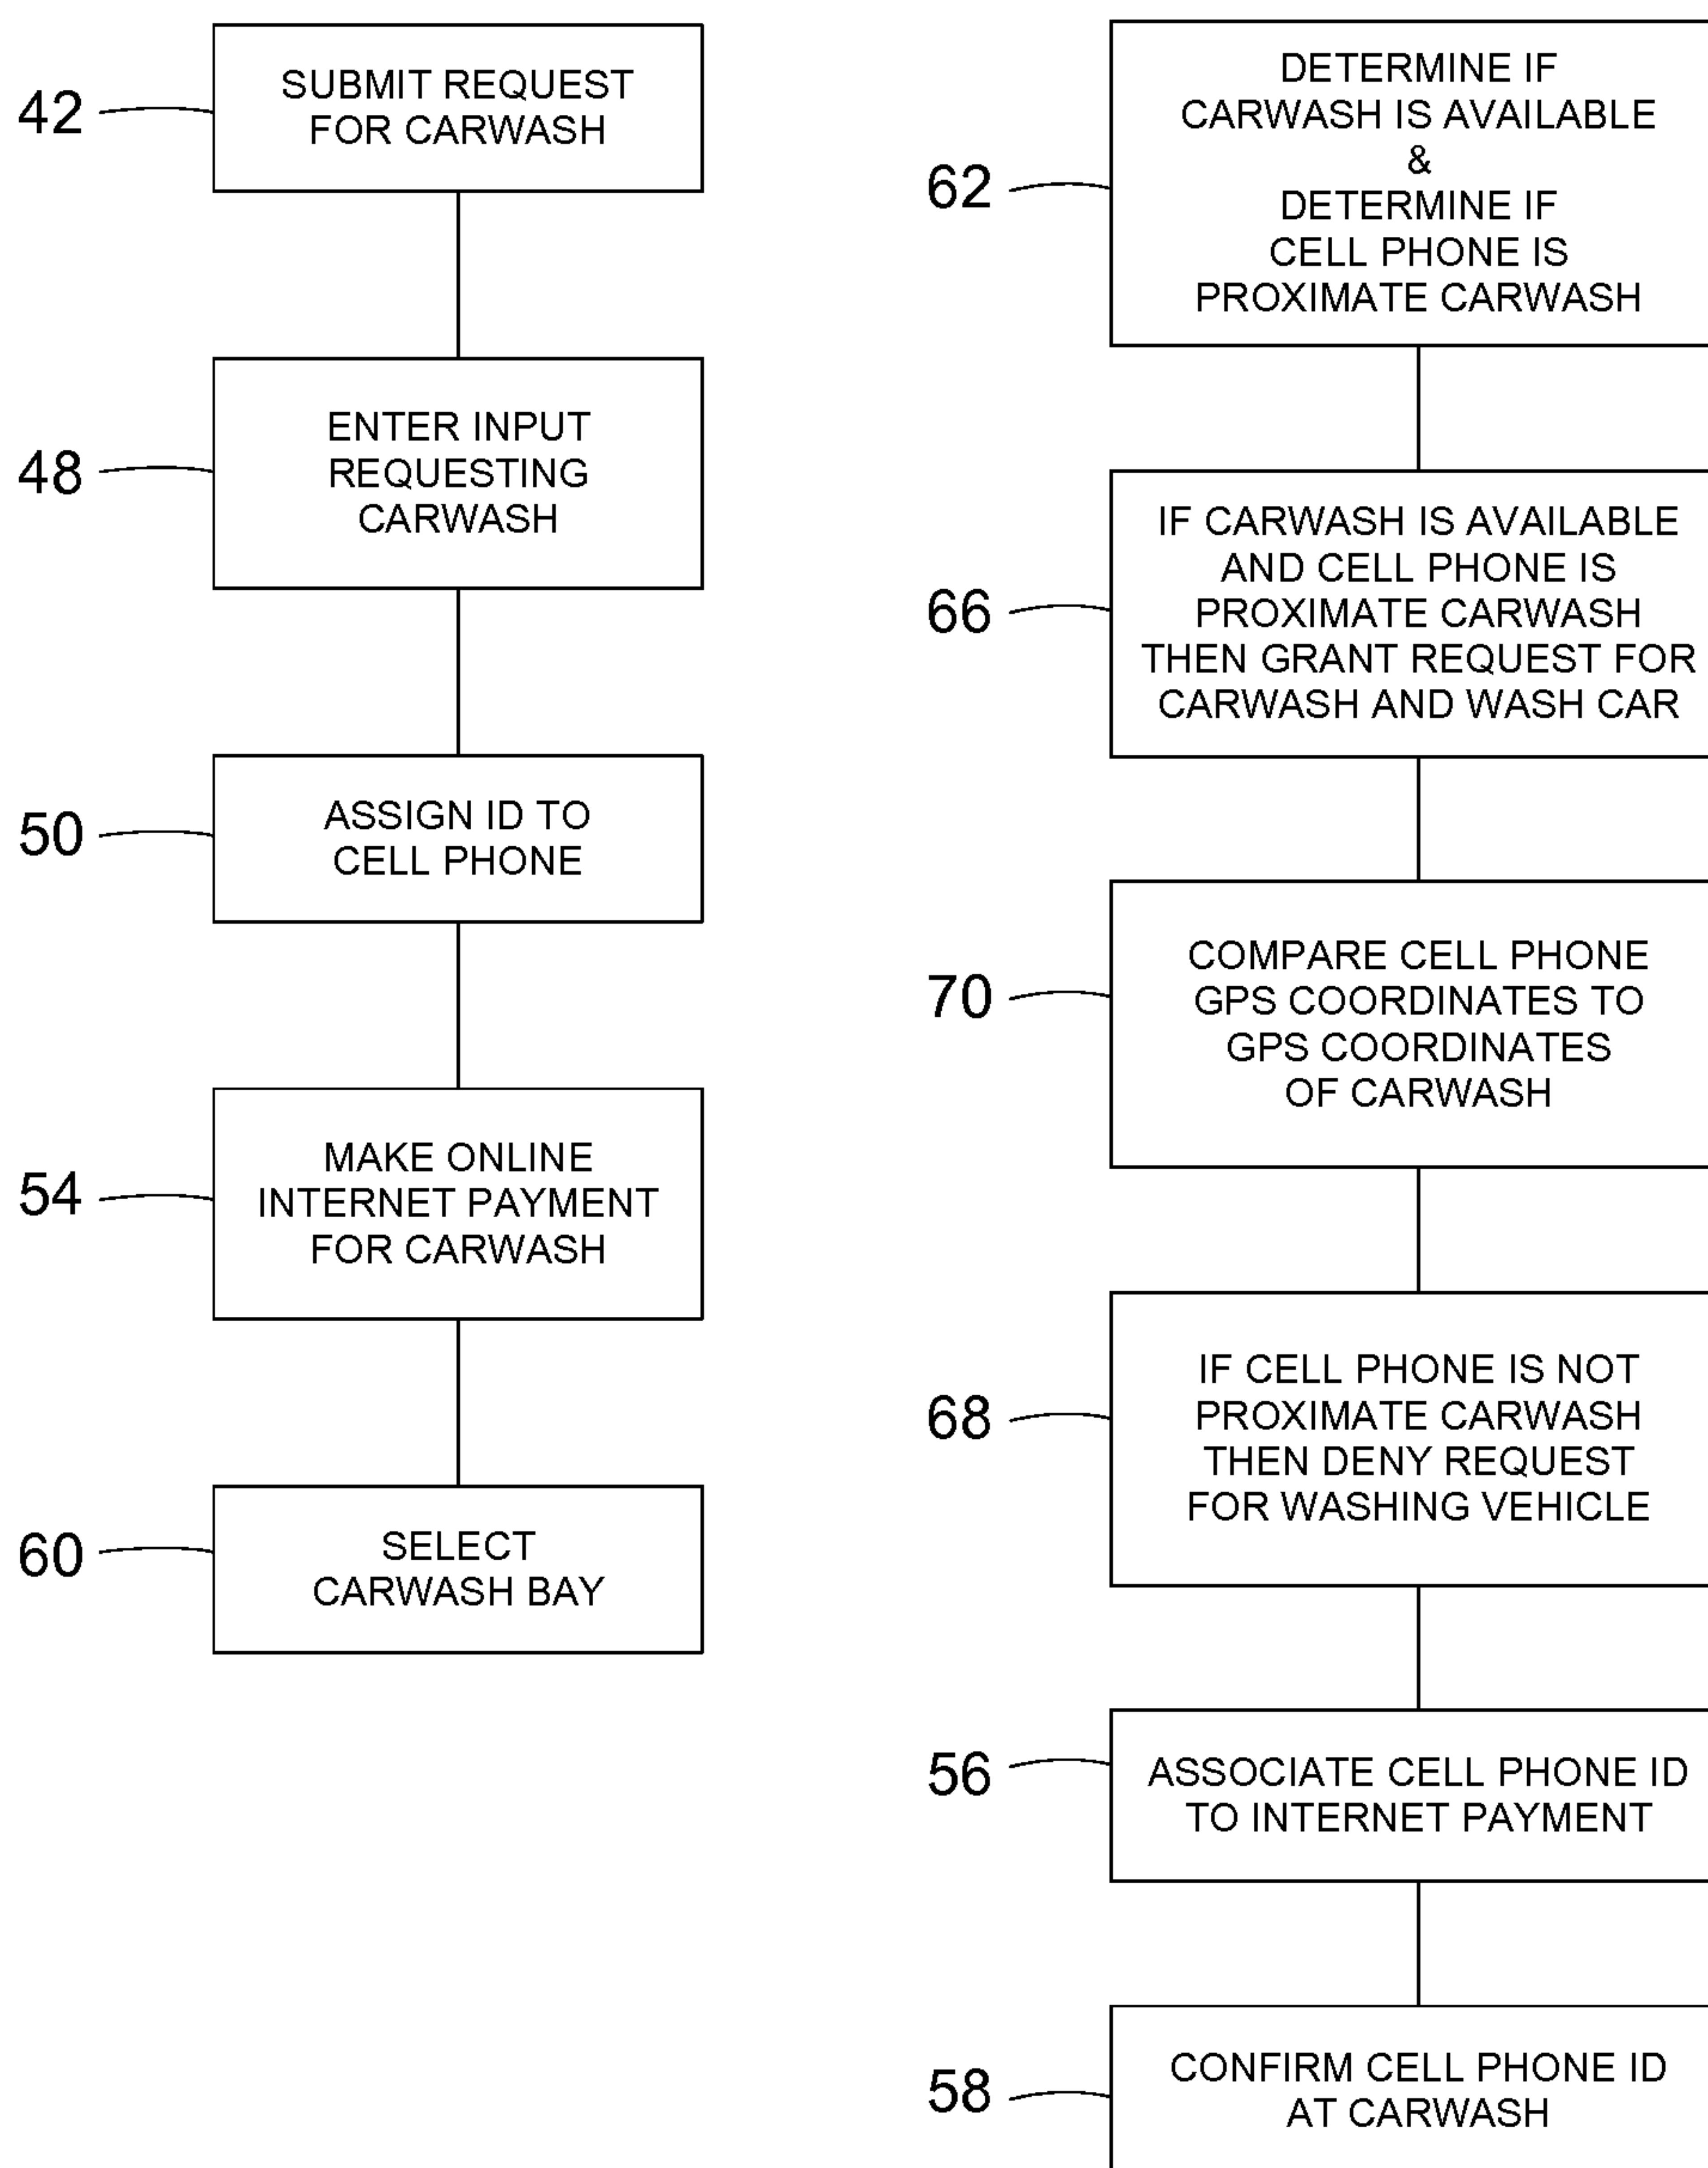 42
SUBMIT REQUEST
FOR CARWASH
48
ENTER INPUT
REQUESTING
CARWASH
50
ASSIGN ID TO
CELL PHONE
54
MAKE ONLINE
INTERNET PAYMENT
FOR CARWASH
60
SELECT
CARWASH BAY
62
DETERMINE IF
CARWASH IS AVAILABLE
&
DETERMINE IF
CELL PHONE IS
PROXIMATE CARWASH
66
IF CARWASH IS AVAILABLE
AND CELL PHONE IS
PROXIMATE CARWASH
THEN GRANT REQUEST FOR
CARWASH AND WASH CAR
70
COMPARE CELL PHONE
GPS COORDINATES TO
GPS COORDINATES
OF CARWASH
68
IF CELL PHONE IS NOT
PROXIMATE CARWASH
THEN DENY REQUEST
FOR WASHING VEHICLE
56
ASSOCIATE CELL PHONE ID
TO INTERNET PAYMENT
58
CONFIRM CELL PHONE ID
AT CARWASH